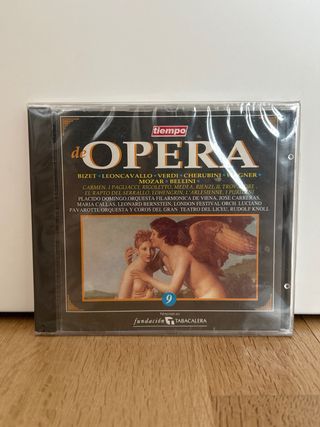 tiempo
de OPERA
BIZET - LEONCAVALLO - VERDI - CHERUBINI - WAGNER -
MOZAR - BELLINI -
CARMEN, I PAGLIACCI, RIGOLETTO, MEDEA, RIENZI, IL TROVATORE,
EL RAPTO DEL SERRALLO, LOHENGRIN, L'ARLESIENNE, I PURITANI
PLACIDO DOMINGO, ORQUESTA FILARMONICA DE VIENA, JOSE CARRERAS,
MARIA CALLAS, LEONARD BERNSTEIN, LONDON FESTIVAL ORCH. LUCIANO
PAVAROTTI, ORQUESTA Y COROS DEL GRAN TEATRO DEL LICEU, RUDOLF KNOLL
9
fundación TABACALERA